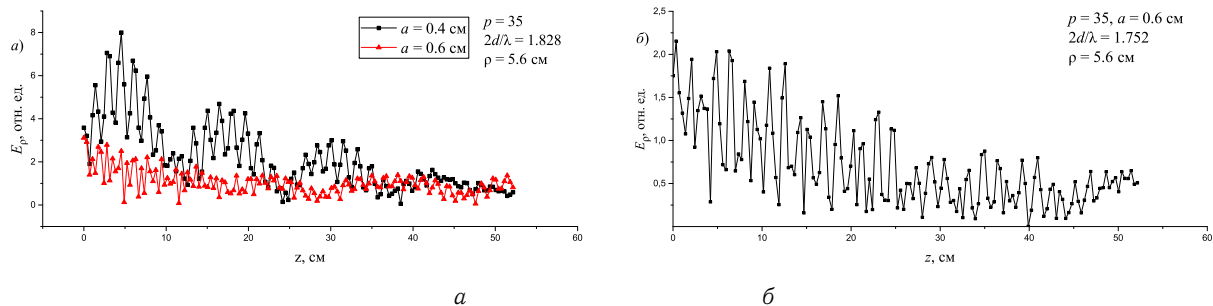 а)
a = 0.4 см
a = 0.6 см
p = 35
2d/λ = 1.828
ρ = 5.6 см
Eρ, отн. ед.
8
6
4
2
0
0 10 20 30 40 50 60
z, см
а
б)
p = 35, a = 0.6 см
2d/λ = 1.752
ρ = 5.6 см
Eρ, отн. ед.
2,5
2,0
1,5
1,0
0,5
0 10 20 30 40 50 60
z, см
б